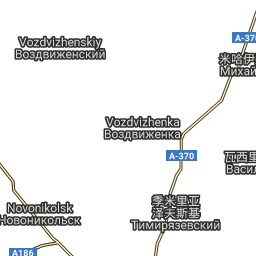 Vozdvizhenskiy
Воздвиженский
A-370
米哈伊
Михай
Vozdvizhenka
Воздвиженка
A-370
瓦西里
Васил
季米里亚
泽夫斯基
Тимирязевский
Novonikolsk
Новоникольск
A186